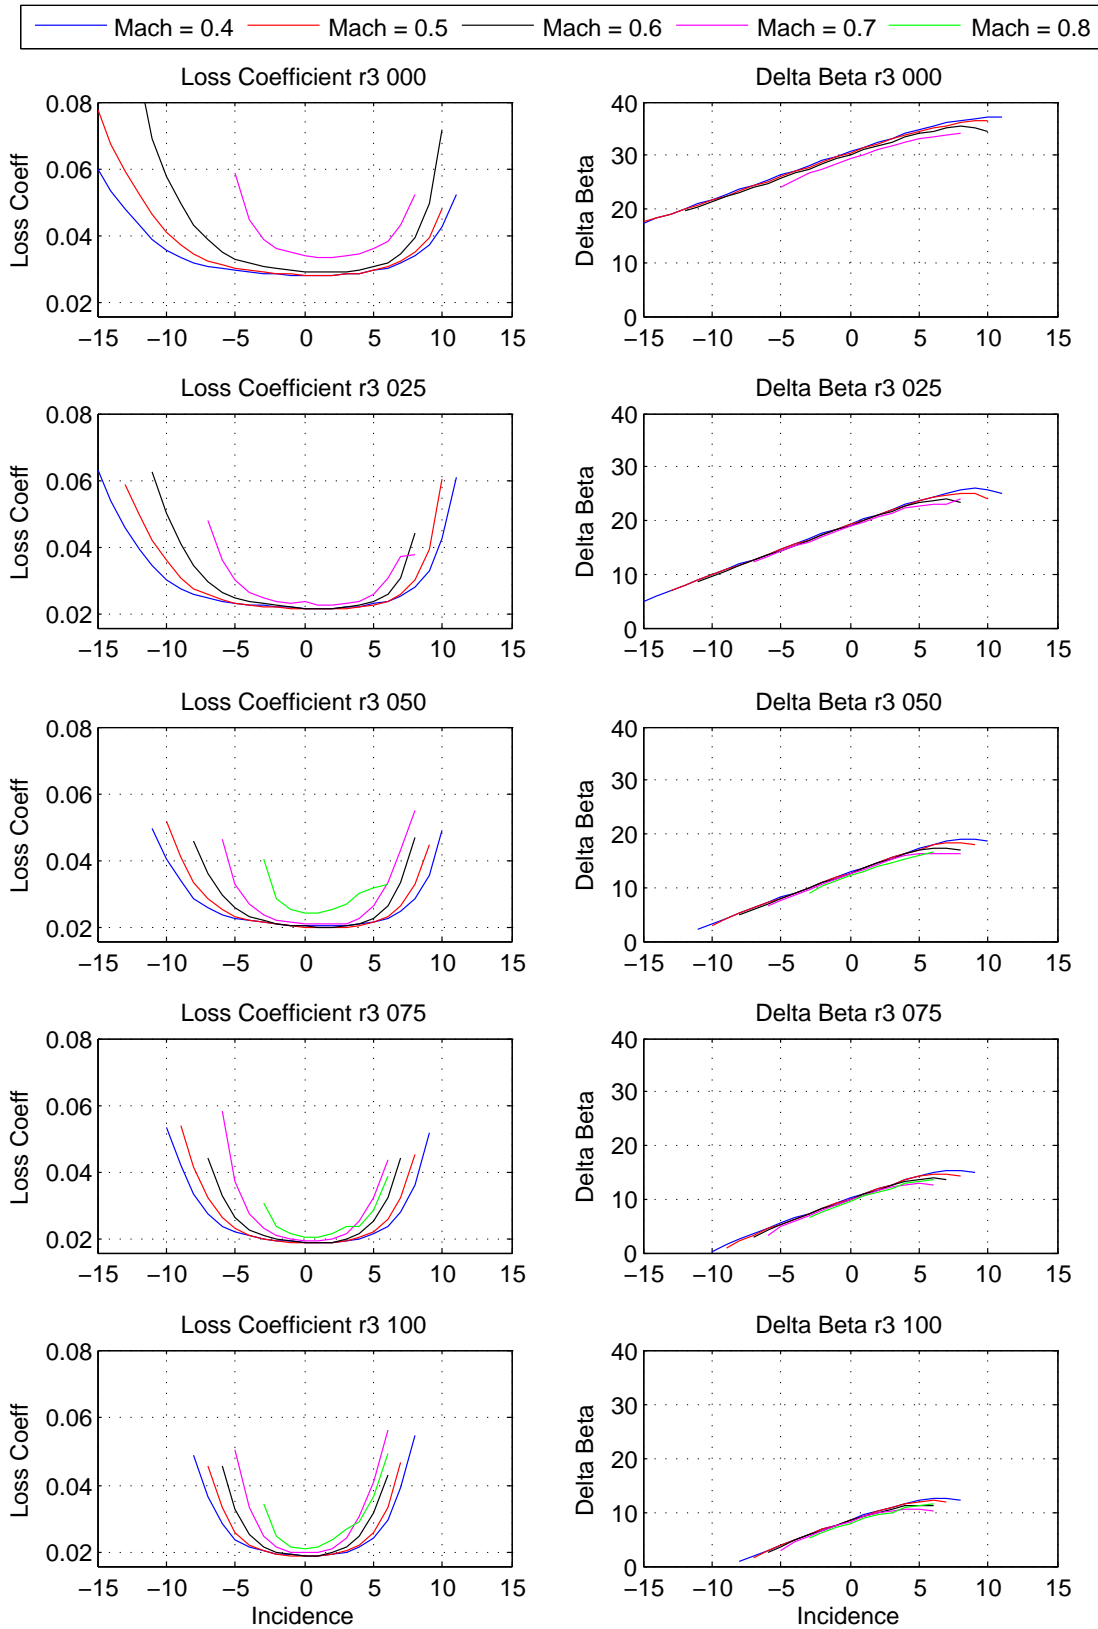 Mach = 0.4 Mach = 0.5 Mach = 0.6 Mach = 0.7 Mach = 0.8
Loss Coefficient r3 000
Loss Coeff
0.08
0.06
0.04
0.02
−15 −10 −5 0 5 10 15
Delta Beta r3 000
Delta Beta
40
30
20
10
0
−15 −10 −5 0 5 10 15
Loss Coefficient r3 025
Loss Coeff
0.08
0.06
0.04
0.02
−15 −10 −5 0 5 10 15
Delta Beta r3 025
Delta Beta
40
30
20
10
0
−15 −10 −5 0 5 10 15
Loss Coefficient r3 050
Loss Coeff
0.08
0.06
0.04
0.02
−15 −10 −5 0 5 10 15
Delta Beta r3 050
Delta Beta
40
30
20
10
0
−15 −10 −5 0 5 10 15
Loss Coefficient r3 075
Loss Coeff
0.08
0.06
0.04
0.02
−15 −10 −5 0 5 10 15
Delta Beta r3 075
Delta Beta
40
30
20
10
0
−15 −10 −5 0 5 10 15
Loss Coefficient r3 100
Loss Coeff
0.08
0.06
0.04
0.02
−15 −10 −5 0 5 10 15
Incidence
Delta Beta r3 100
Delta Beta
40
30
20
10
0
−15 −10 −5 0 5 10 15
Incidence